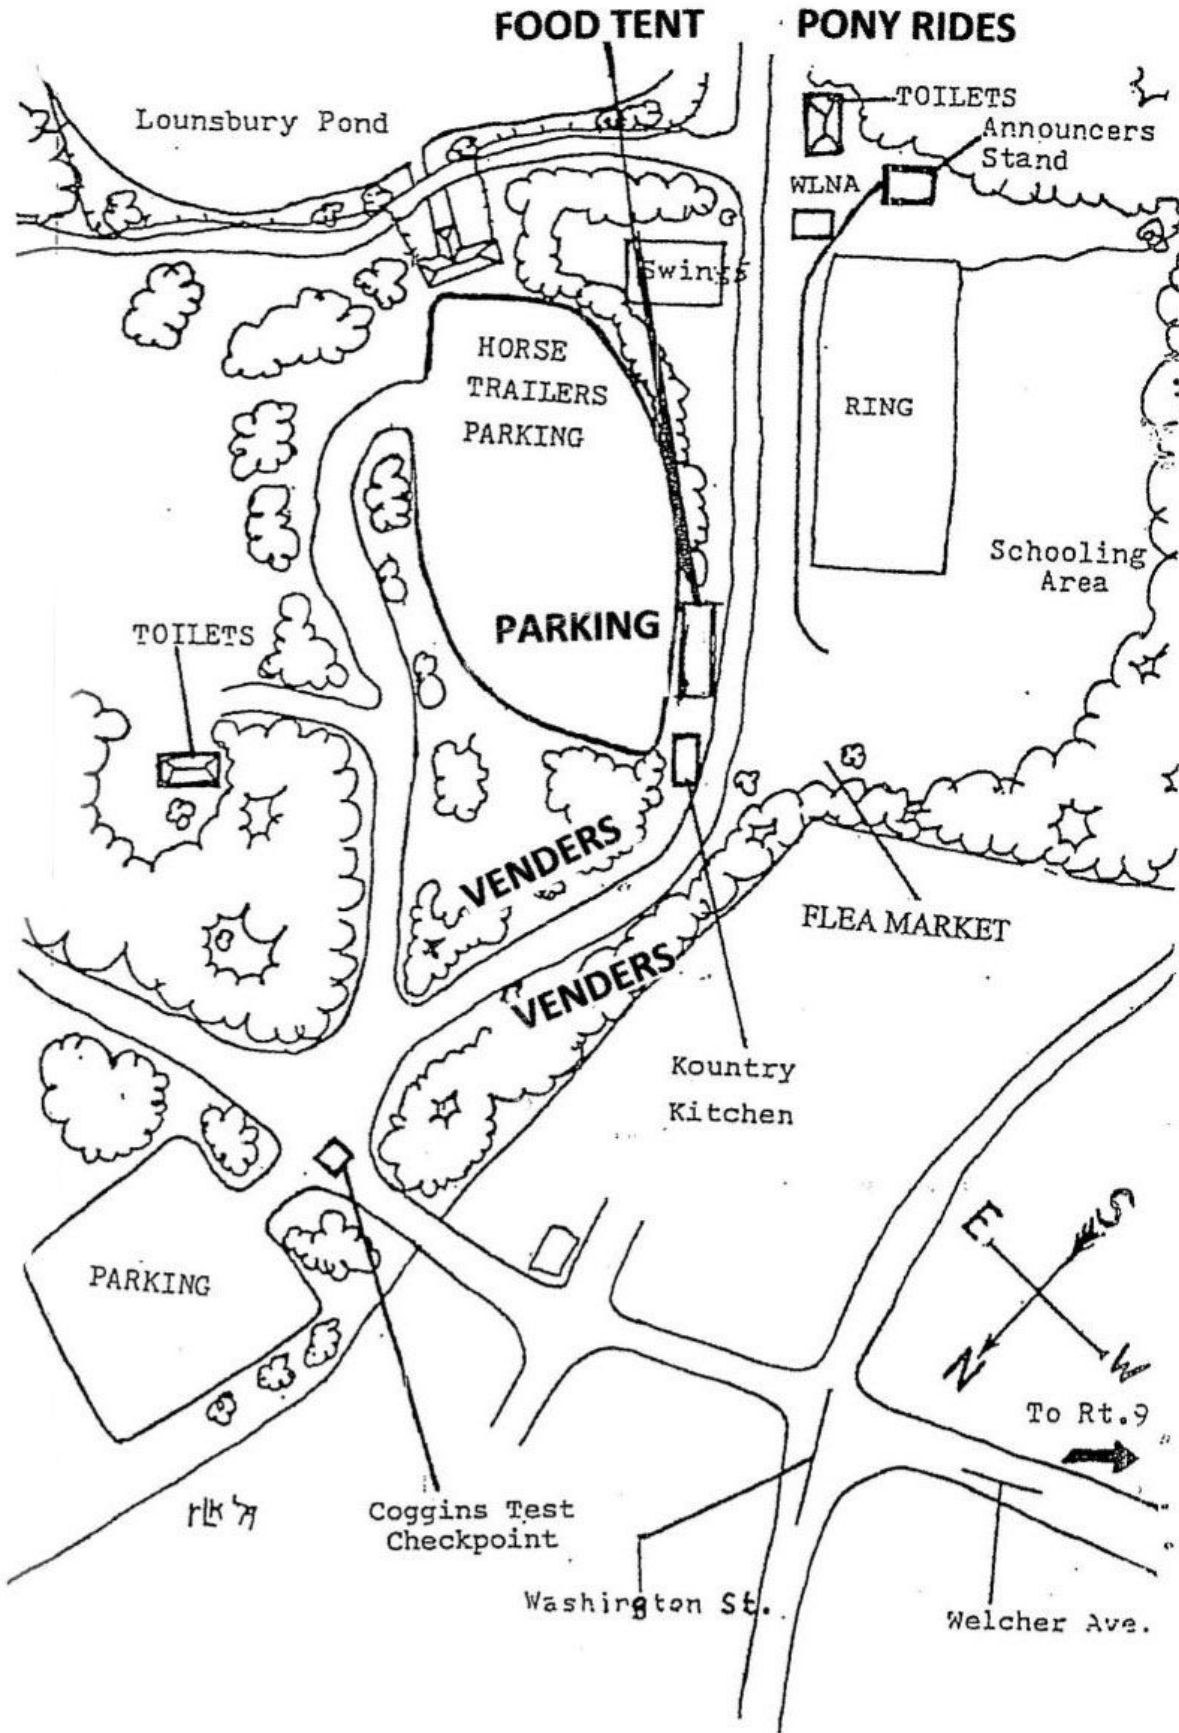 FOOD TENT
PONY RIDES
TOILETS
Lounsbury Pond
Announcers
Stand
WLNA
Swings
HORSE
TRAILERS
PARKING
RING
Schooling
Area
PARKING
TOILETS
VENDERS
FLEA MARKET
VENDERS
Kountry
Kitchen
E
S
PARKING
N
W
To Rt.9
Coggins Test
Checkpoint
Washington St.
Welcher Ave.